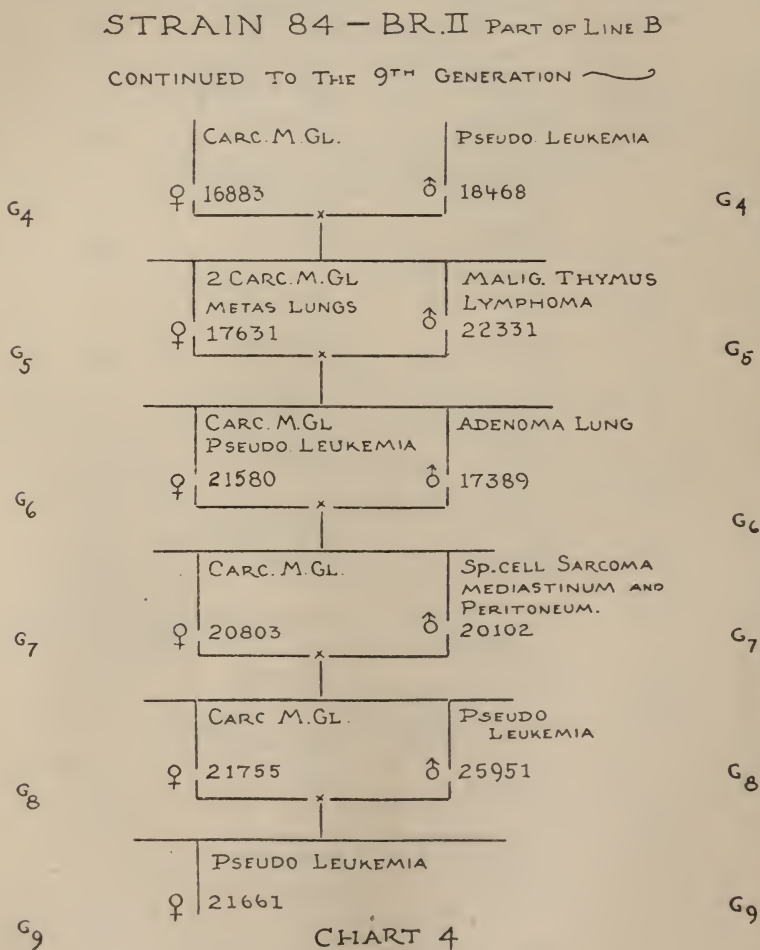 STRAIN 84 — BR.II PART OF LINE B
CONTINUED TO THE 9TH GENERATION
CARC. M. GL.
PSEUDO LEUKEMIA
G4
♀ 16883
♂ 18468
G4
x
2 CARC. M. GL
METAS LUNGS
MALIG. THYMUS
LYMPHOMA
♀ 17631
♂ 22331
G5
x
G5
CARC. M. GL
PSEUDO LEUKEMIA
ADENOMA LUNG
♀ 21580
♂ 17389
G6
x
G6
CARC. M. GL.
SP. CELL SARCOMA
MEDIASTINUM AND
PERITONEUM.
♀ 20803
♂ 20102
G7
x
G7
CARC M. GL.
PSEUDO
LEUKEMIA
♀ 21755
♂ 25951
G8
x
G8
PSEUDO LEUKEMIA
♀ 21661
G9
G9
CHART 4